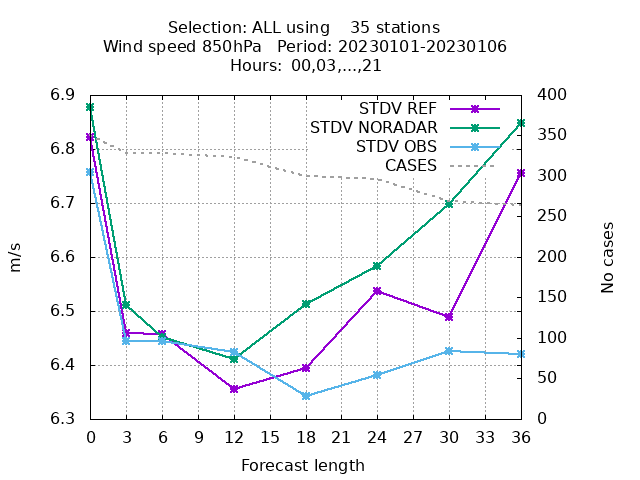 Selection: ALL using    35 stations
Wind speed 850hPa   Period: 20230101-20230106
Hours:  00,03,...,21
STDV REF
STDV NORADAR
STDV OBS
CASES
6.9
6.8
6.7
6.6
6.5
6.4
6.3
m/s
400
350
300
250
200
150
100
50
0
No cases
0 3 6 9 12 15 18 21 24 27 30 33 36
Forecast length